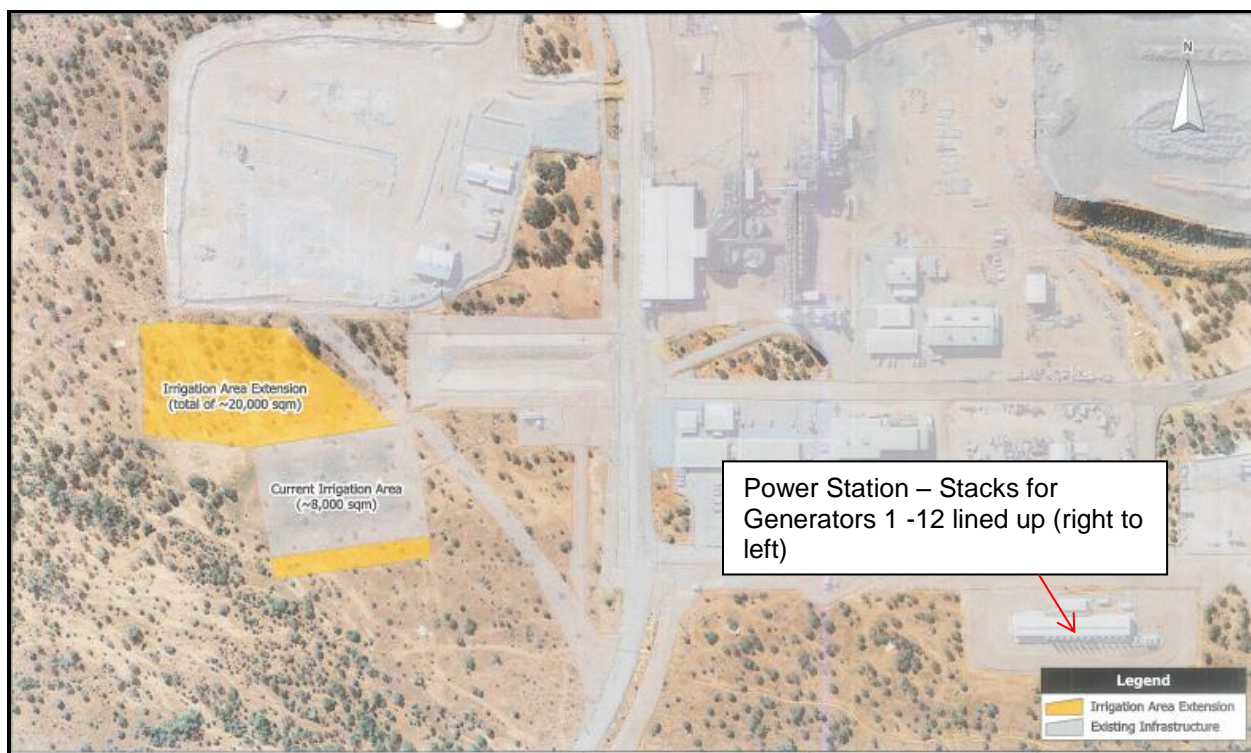 N
Irrigation Area Extension
(total of ~20,000 sqm)
Current Irrigation Area
(~8,000 sqm)
Power Station – Stacks for
Generators 1 -12 lined up (right to
left)
Legend
Irrigation Area Extension
Existing Infrastructure